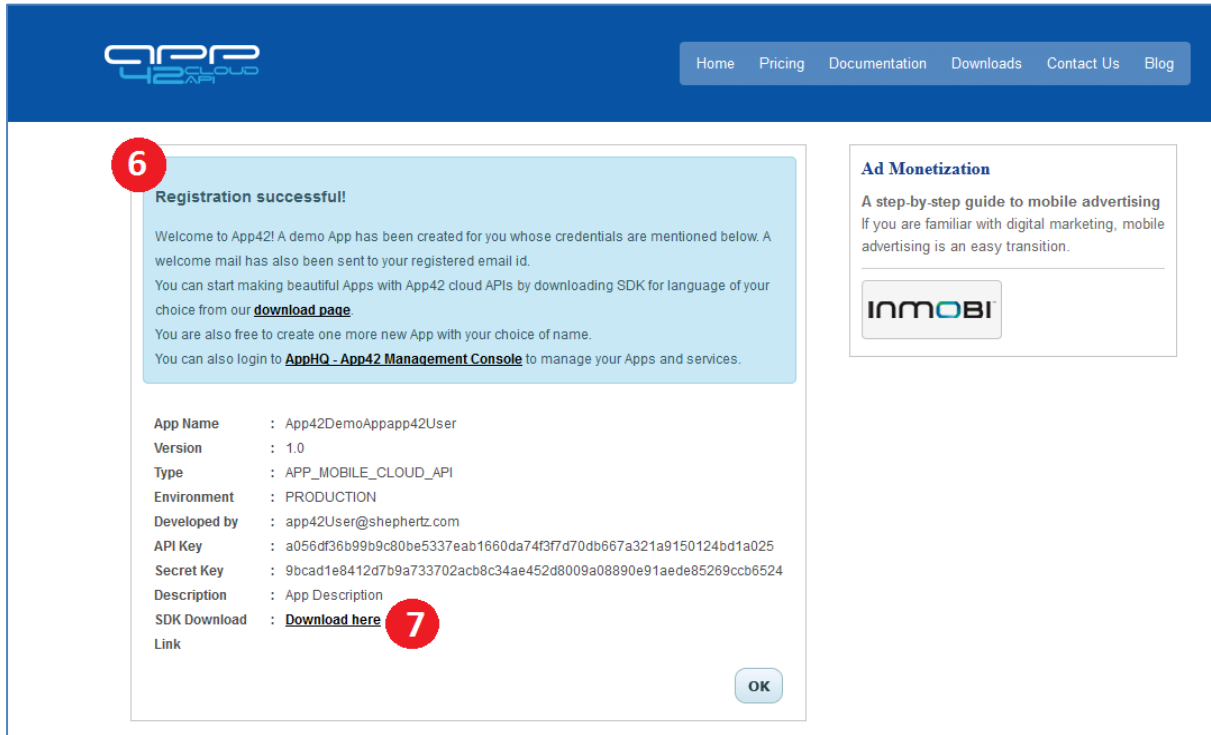 app
42 CLOUD
API
Home Pricing Documentation Downloads Contact Us Blog
6
Registration successful!
Welcome to App42! A demo App has been created for you whose credentials are mentioned below. A
welcome mail has also been sent to your registered email id.
You can start making beautiful Apps with App42 cloud APIs by downloading SDK for language of your
choice from our download page.
You are also free to create one more new App with your choice of name.
You can also login to AppHQ - App42 Management Console to manage your Apps and services.
App Name : App42DemoAppapp42User
Version : 1.0
Type : APP_MOBILE_CLOUD_API
Environment : PRODUCTION
Developed by : app42User@shephertz.com
API Key : a056df36b99b9c80be5337eab1660da74f3f7d70db667a321a9150124bd1a025
Secret Key : 9bcad1e8412d7b9a733702acb8c34ae452d8009a08890e91aede85269ccb6524
Description : App Description
SDK Download : Download here 7
Link
OK
Ad Monetization
A step-by-step guide to mobile advertising
If you are familiar with digital marketing, mobile
advertising is an easy transition.
INMOBI